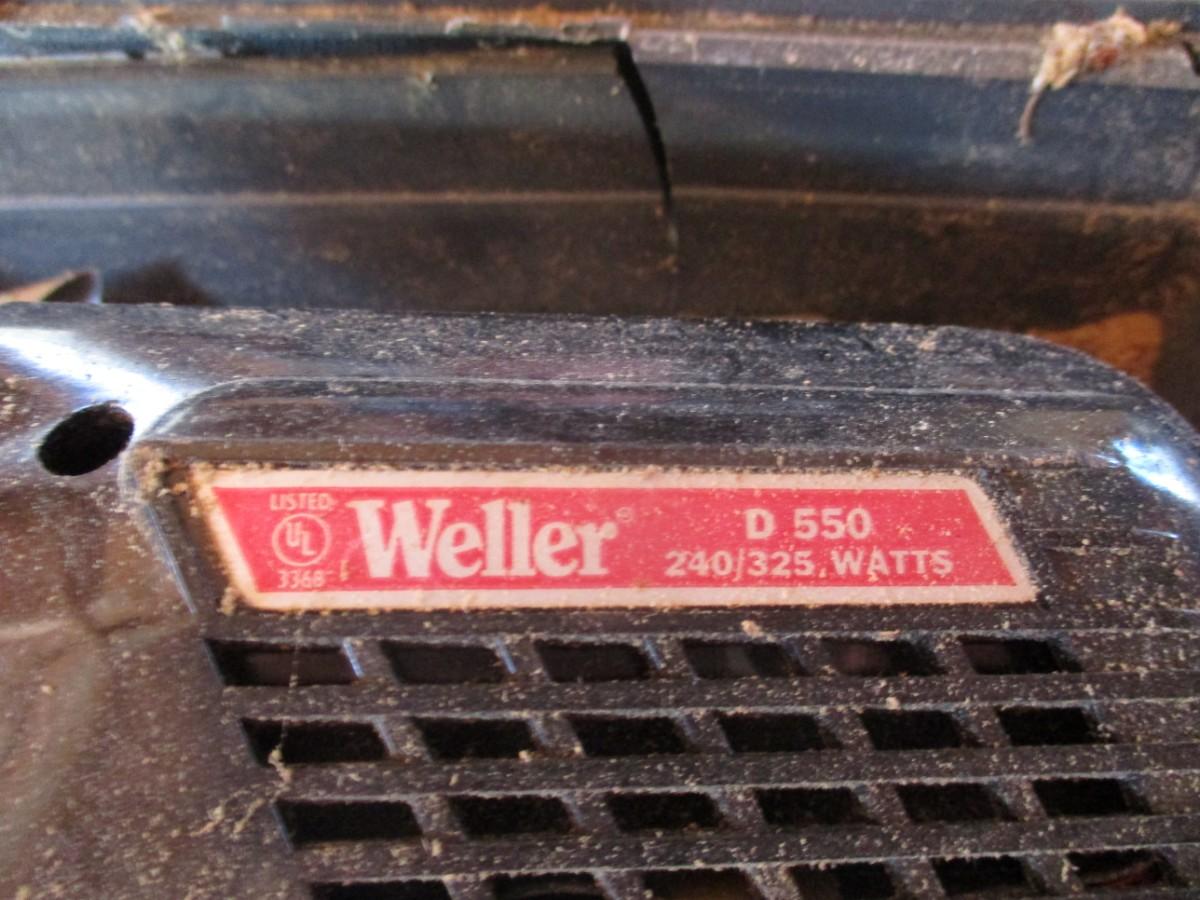 LISTED
UL
3368
Weller®
D 550
240/325 WATTS